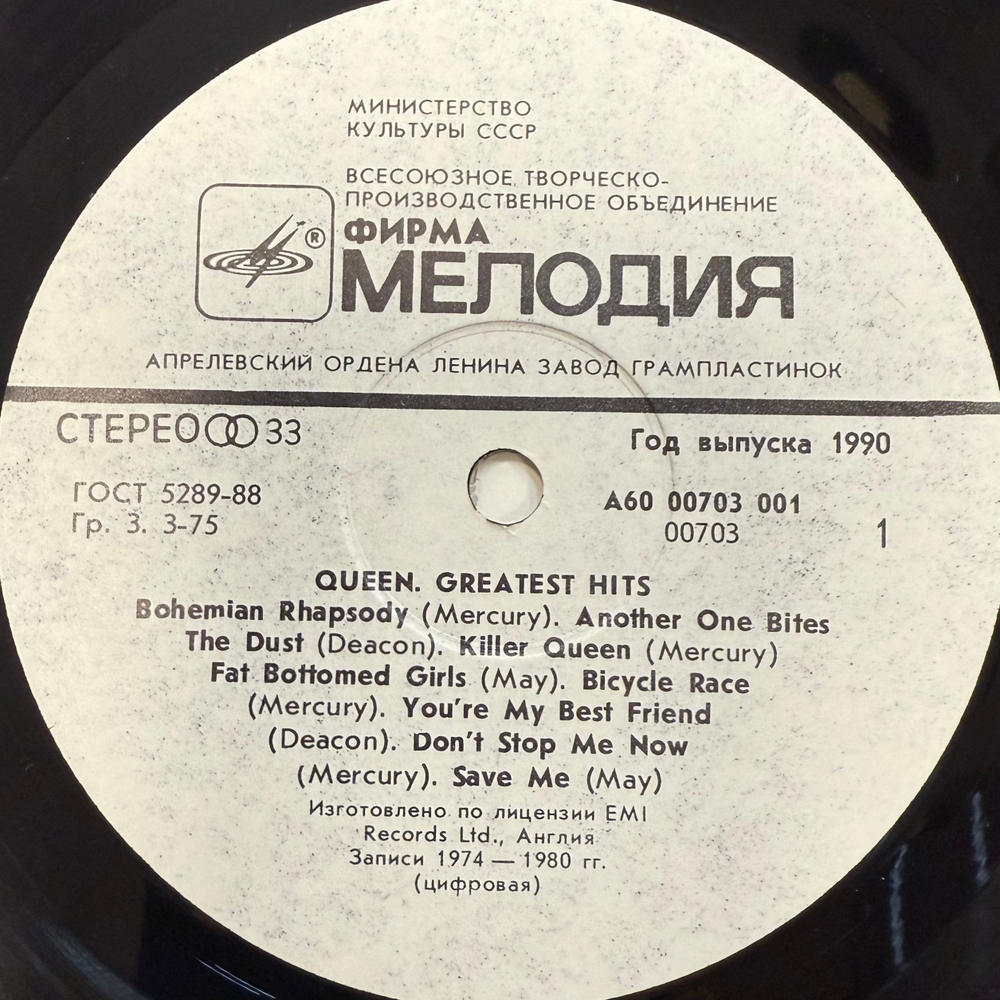 МИНИСТЕРСТВО
КУЛЬТУРЫ СССР
ВСЕСОЮЗНОЕ ТВОРЧЕСКО-
ПРОИЗВОДСТВЕННОЕ ОБЪЕДИНЕНИЕ
®
ФИРМА
МЕЛОДИЯ
АПРЕЛЕВСКИЙ ОРДЕНА ЛЕНИНА ЗАВОД ГРАМПЛАСТИНОК
СТЕРЕО 33
Год выпуска 1990
ГОСТ 5289-88
Гр. 3. 3-75
А60 00703 001
00703
1
QUEEN. GREATEST HITS
Bohemian Rhapsody (Mercury). Another One Bites
The Dust (Deacon). Killer Queen (Mercury)
Fat Bottomed Girls (May). Bicycle Race
(Mercury). You're My Best Friend
(Deacon). Don't Stop Me Now
(Mercury). Save Me (May)
Изготовлено по лицензии EMI
Records Ltd., Англия
Записи 1974 — 1980 гг.
(цифровая)